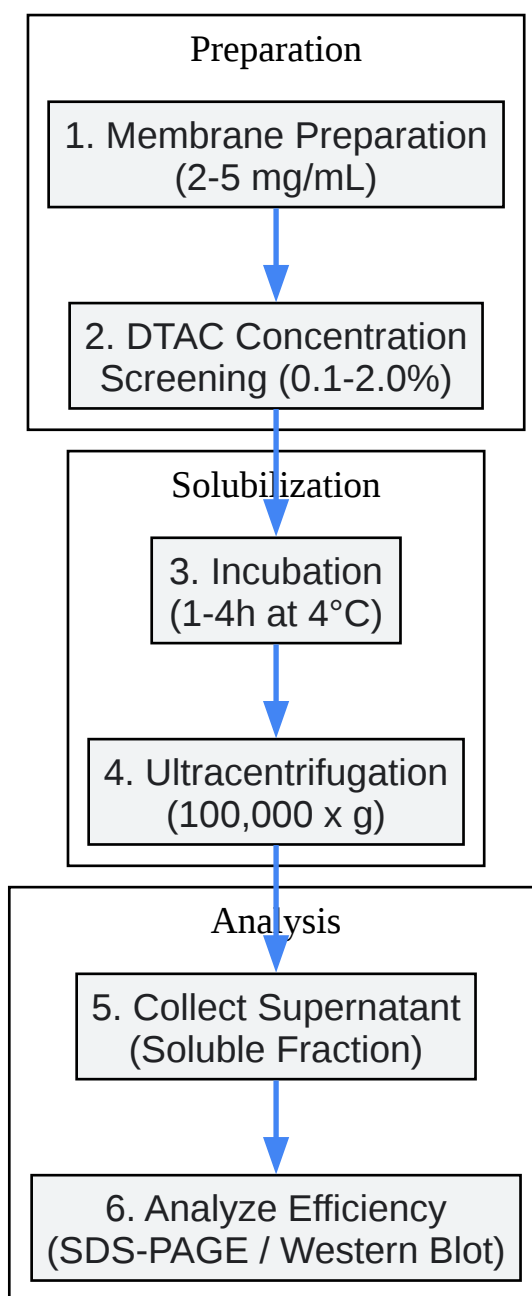 Preparation
1. Membrane Preparation
(2-5 mg/mL)
2. DTAC Concentration
Screening (0.1-2.0%)
Solubilization
3. Incubation
(1-4h at 4°C)
4. Ultracentrifugation
(100,000 x g)
Analysis
5. Collect Supernatant
(Soluble Fraction)
6. Analyze Efficiency
(SDS-PAGE / Western Blot)